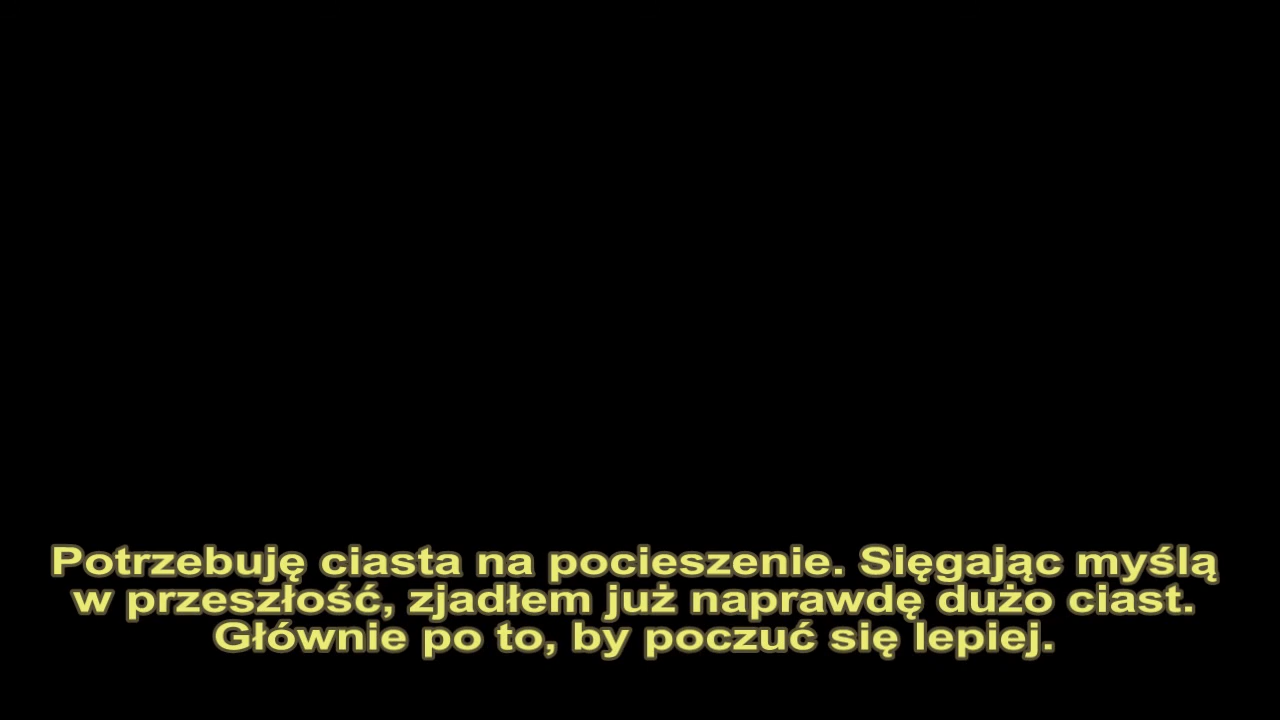 Potrzebuję ciasta na pocieszenie. Sięgając myślą
w przeszłość, zjadłem już naprawdę dużo ciast.
Głównie po to, by poczuć się lepiej.